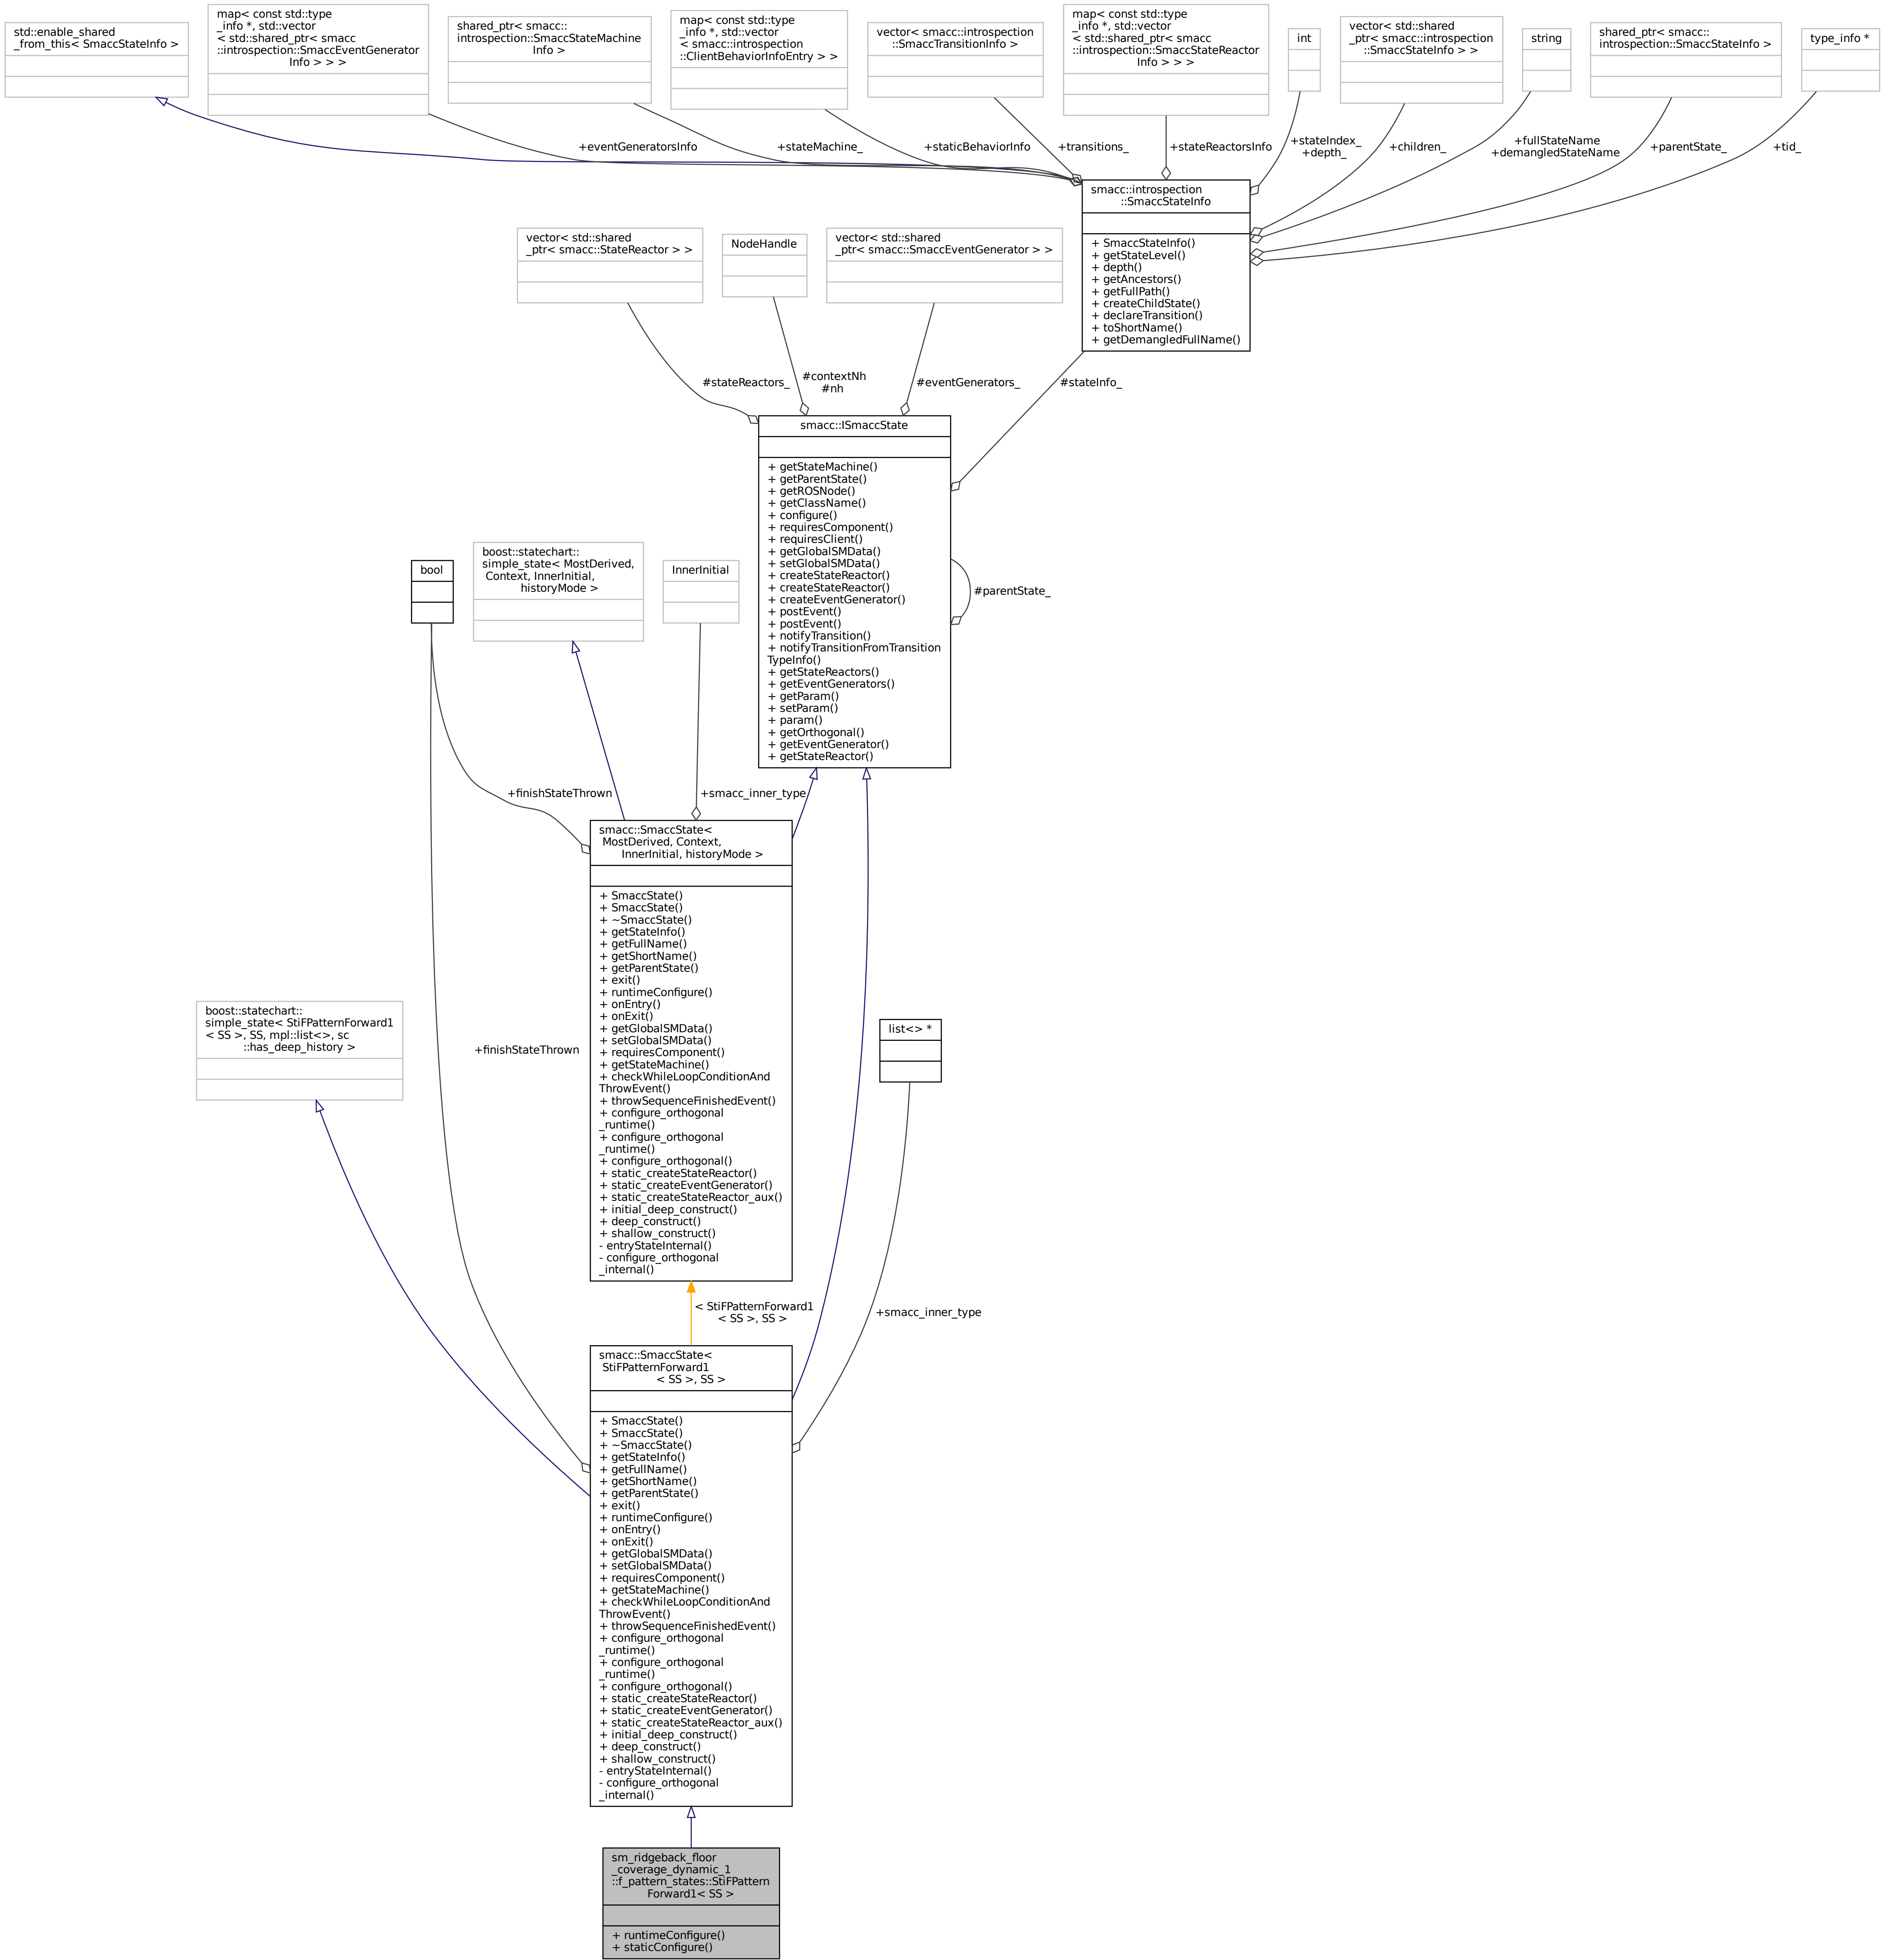 std::enable_shared
_from_this< SmaccStateInfo >
map< const std::type
_info *, std::vector
< std::shared_ptr< smacc
::introspection::SmaccEventGenerator
Info > > >
shared_ptr< smacc::
introspection::SmaccStateMachine
Info >
map< const std::type
_info *, std::vector
< smacc::introspection
::ClientBehaviorInfoEntry > >
vector< smacc::introspection
::SmaccTransitionInfo >
map< const std::type
_info *, std::vector
< std::shared_ptr< smacc
::introspection::SmaccStateReactor
Info > > >
int
vector< std::shared
_ptr< smacc::introspection
::SmaccStateInfo > >
string
shared_ptr< smacc::
introspection::SmaccStateInfo >
type_info *
+eventGeneratorsInfo
+stateMachine_
+staticBehaviorInfo
+transitions_
+stateReactorsInfo
+stateIndex_
+depth_
+children_
+fullStateName
+demangledStateName
+parentState_
+tid_
smacc::introspection
::SmaccStateInfo
+ SmaccStateInfo()
+ getStateLevel()
+ depth()
+ getAncestors()
+ getFullPath()
+ createChildState()
+ declareTransition()
+ toShortName()
+ getDemangledFullName()
vector< std::shared
_ptr< smacc::StateReactor > >
NodeHandle
vector< std::shared
_ptr< smacc::SmaccEventGenerator > >
#stateReactors_
#contextNh
#nh
#eventGenerators_
#stateInfo_
smacc::ISmaccState
+ getStateMachine()
+ getParentState()
+ getROSNode()
+ getClassName()
+ configure()
+ requiresComponent()
+ requiresClient()
+ getGlobalSMData()
+ setGlobalSMData()
+ createStateReactor()
+ createStateReactor()
+ createEventGenerator()
+ postEvent()
+ postEvent()
+ notifyTransition()
+ notifyTransitionFromTransition
TypeInfo()
+ getStateReactors()
+ getEventGenerators()
+ getParam()
+ setParam()
+ param()
+ getOrthogonal()
+ getEventGenerator()
+ getStateReactor()
#parentState_
bool
boost::statechart::
simple_state< MostDerived,
Context, InnerInitial,
historyMode >
InnerInitial
+finishStateThrown
+smacc_inner_type
smacc::SmaccState<
MostDerived, Context,
InnerInitial, historyMode >
+ SmaccState()
+ SmaccState()
+ ~SmaccState()
+ getStateInfo()
+ getFullName()
+ getShortName()
+ getParentState()
+ exit()
+ runtimeConfigure()
+ onEntry()
+ onExit()
+ getGlobalSMData()
+ setGlobalSMData()
+ requiresComponent()
+ getStateMachine()
+ checkWhileLoopConditionAnd
ThrowEvent()
+ throwSequenceFinishedEvent()
+ configure_orthogonal
_runtime()
+ configure_orthogonal
_runtime()
+ configure_orthogonal()
+ static_createStateReactor()
+ static_createEventGenerator()
+ static_createStateReactor_aux()
+ initial_deep_construct()
+ deep_construct()
+ shallow_construct()
- entryStateInternal()
- configure_orthogonal
_internal()
boost::statechart::
simple_state< StiFPatternForward1
< SS >, SS, mpl::list<>, sc
::has_deep_history >
+finishStateThrown
list<> *
< StiFPatternForward1
< SS >, SS >
+smacc_inner_type
smacc::SmaccState<
StiFPatternForward1
< SS >, SS >
+ SmaccState()
+ SmaccState()
+ ~SmaccState()
+ getStateInfo()
+ getFullName()
+ getShortName()
+ getParentState()
+ exit()
+ runtimeConfigure()
+ onEntry()
+ onExit()
+ getGlobalSMData()
+ setGlobalSMData()
+ requiresComponent()
+ getStateMachine()
+ checkWhileLoopConditionAnd
ThrowEvent()
+ throwSequenceFinishedEvent()
+ configure_orthogonal
_runtime()
+ configure_orthogonal
_runtime()
+ configure_orthogonal()
+ static_createStateReactor()
+ static_createEventGenerator()
+ static_createStateReactor_aux()
+ initial_deep_construct()
+ deep_construct()
+ shallow_construct()
- entryStateInternal()
- configure_orthogonal
_internal()
sm_ridgeback_floor
_coverage_dynamic_1
::f_pattern_states::StiFPattern
Forward1< SS >
+ runtimeConfigure()
+ staticConfigure()